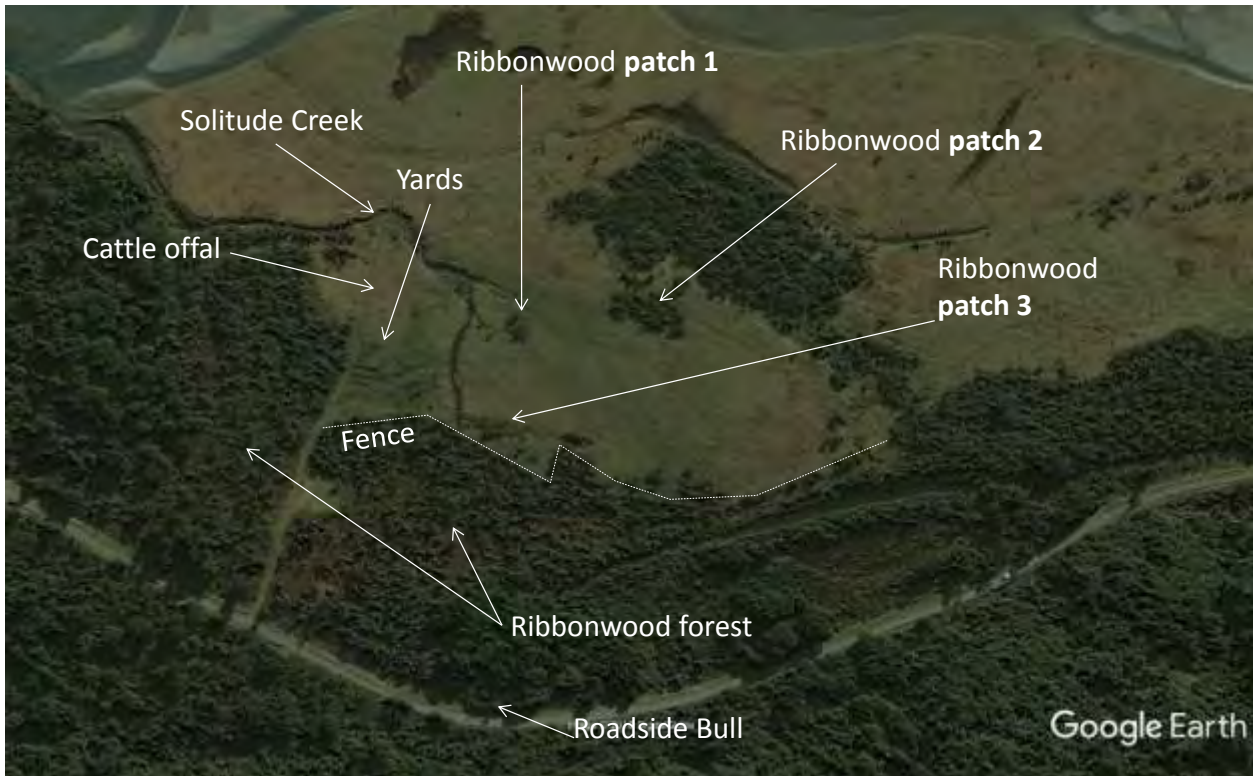 Ribbonwood patch 1
Solitude Creek
Ribbonwood patch 2
Yards
Cattle offal
Ribbonwood
patch 3
Fence
Ribbonwood forest
Roadside Bull
Google Earth